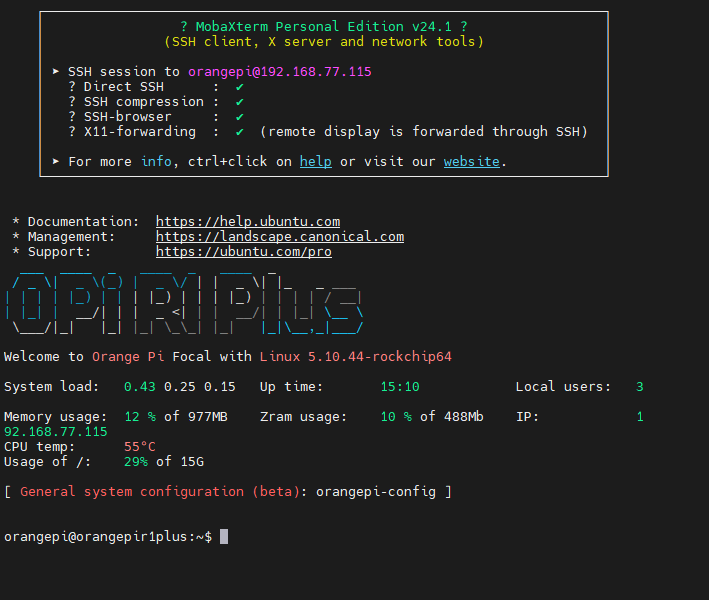 ? MobaXterm Personal Edition v24.1 ?
(SSH client, X server and network tools)
➤ SSH session to orangepi@192.168.77.115
? Direct SSH      :  ✔
? SSH compression :  ✔
? SSH-browser     :  ✔
? X11-forwarding  :  ✔  (remote display is forwarded through SSH)
➤ For more info, ctrl+click on help or visit our website.
* Documentation:  https://help.ubuntu.com
* Management:     https://landscape.canonical.com
* Support:        https://ubuntu.com/pro
OPi R1 Plus
Welcome to Orange Pi Focal with Linux 5.10.44-rockchip64
System load:   0.43 0.25 0.15   Up time:       15:10            Local users:   3
Memory usage:  12 % of 977MB    Zram usage:    10 % of 488Mb    IP:            1
92.168.77.115
CPU temp:      55°C
Usage of /:    29% of 15G
[ General system configuration (beta): orangepi-config ]
orangepi@orangepir1plus:~$